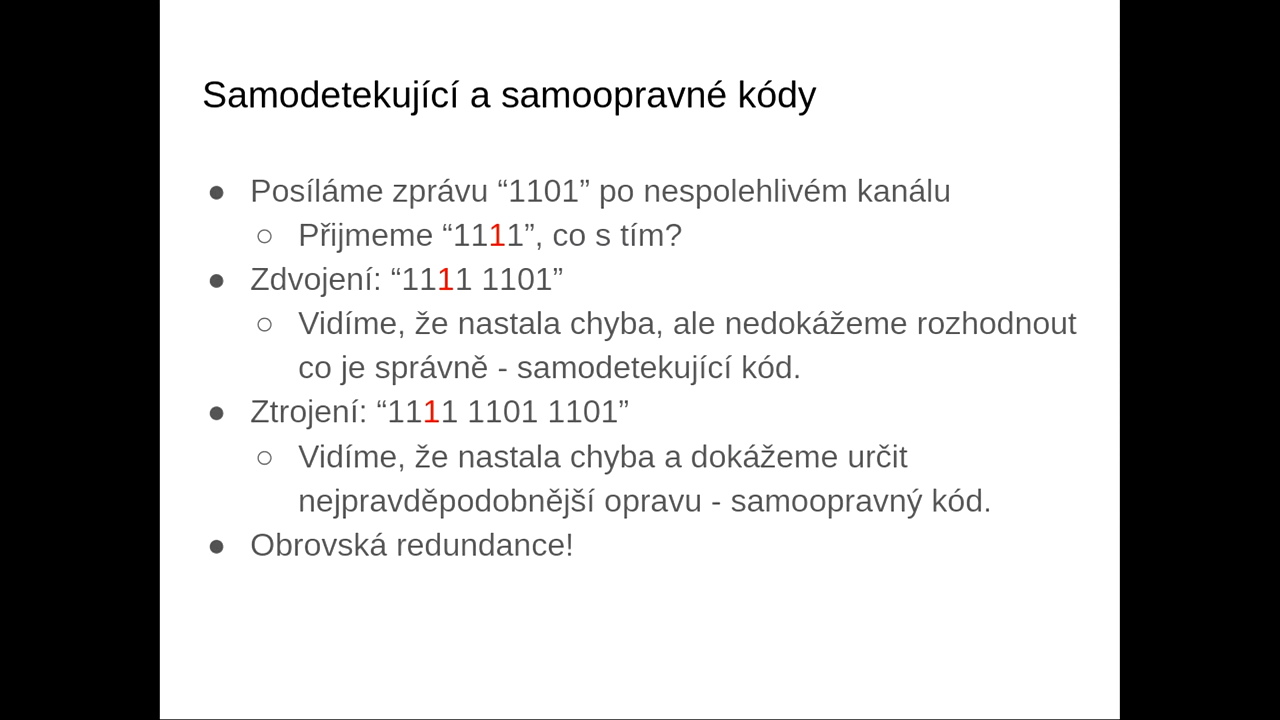 Samodetekující a samoopravné kódy
● Posíláme zprávu “1101” po nespolehlivém kanálu
○ Přijmeme “1111”, co s tím?
● Zdvojení: “1111 1101”
○ Vidíme, že nastala chyba, ale nedokážeme rozhodnout
co je správně - samodetekující kód.
● Ztrojení: “1111 1101 1101”
○ Vidíme, že nastala chyba a dokážeme určit
nejpravděpodobnější opravu - samoopravný kód.
● Obrovská redundance!